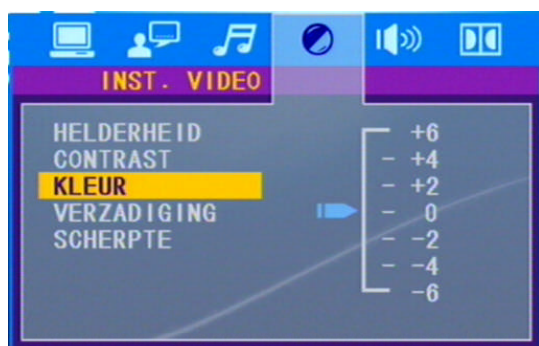 INST. VIDEO
HELDERHEID
CONTRAST
KLEUR
VERZADIGING
SCHERPTE
+6
- +4
- +2
- 0
- -2
- -4
-6